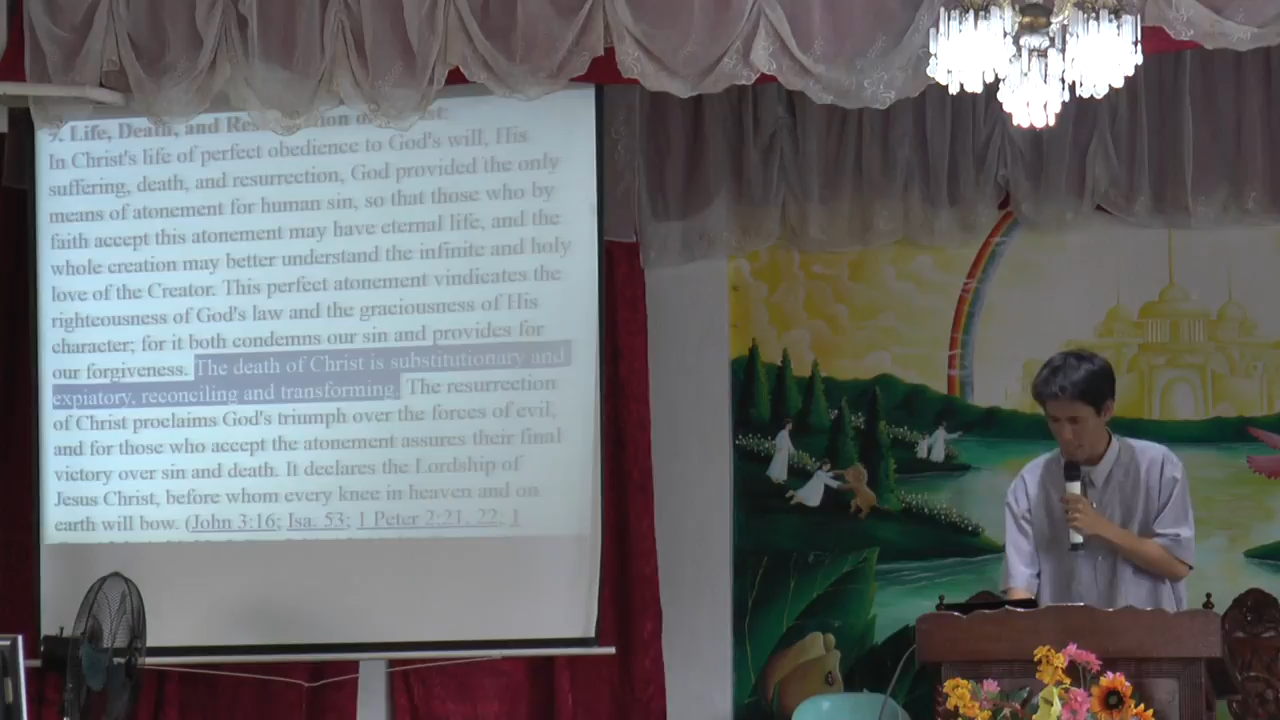 9. Life, Death, and Resurrection of Christ:
In Christ's life of perfect obedience to God's will, His
suffering, death, and resurrection, God provided the only
means of atonement for human sin, so that those who by
faith accept this atonement may have eternal life, and the
whole creation may better understand the infinite and holy
love of the Creator. This perfect atonement vindicates the
righteousness of God's law and the graciousness of His
character; for it both condemns our sin and provides for
our forgiveness. The death of Christ is substitutionary and
expiatory, reconciling and transforming. The resurrection
of Christ proclaims God's triumph over the forces of evil,
and for those who accept the atonement assures their final
victory over sin and death. It declares the Lordship of
Jesus Christ, before whom every knee in heaven and on
earth will bow. (John 3:16; Isa. 53; 1 Peter 2:21, 22; 1